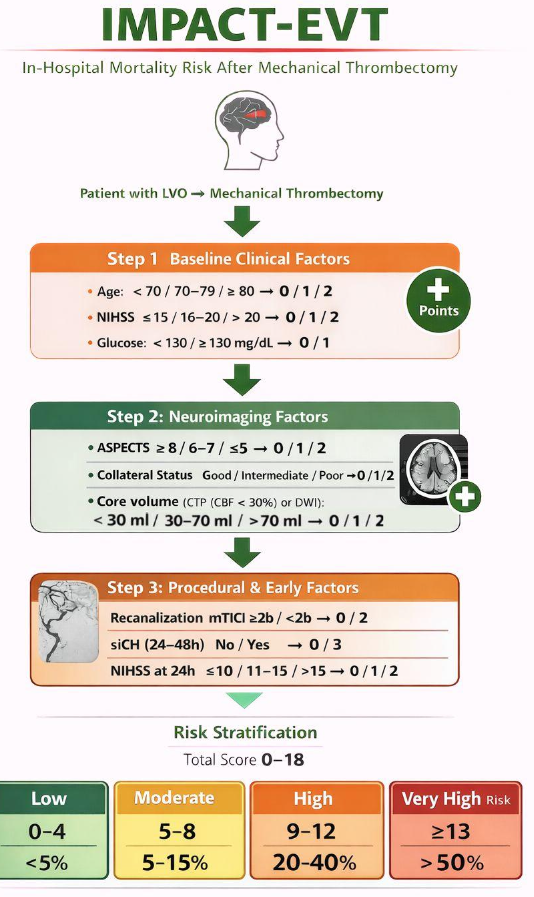 IMPACT-EVT
In-Hospital Mortality Risk After Mechanical Thrombectomy
Patient with LVO → Mechanical Thrombectomy
Step 1 Baseline Clinical Factors
• Age: < 70 / 70–79 / ≥ 80 → 0 / 1 / 2
• NIHSS ≤ 15 / 16–20 / > 20 → 0 / 1 / 2
• Glucose: < 130 / ≥ 130 mg/dL → 0 / 1
+
Points
Step 2: Neuroimaging Factors
• ASPECTS ≥ 8 / 6–7 / ≤5 → 0 / 1 / 2
• Collateral Status Good / Intermediate / Poor →0/1/2
• Core volume (CTP (CBF < 30%) or DWI):
< 30 ml / 30–70 ml / >70 ml → 0 / 1 / 2
+
Step 3: Procedural & Early Factors
Recanalization mTICI ≥2b / <2b → 0 / 2
siCH (24–48h) No / Yes → 0 / 3
NIHSS at 24h ≤10 / 11–15 / >15 → 0 / 1 / 2
Risk Stratification
Total Score 0–18
Low Moderate High Very High Risk
0–4 5–8 9–12 ≥13
<5% 5–15% 20–40% >50%